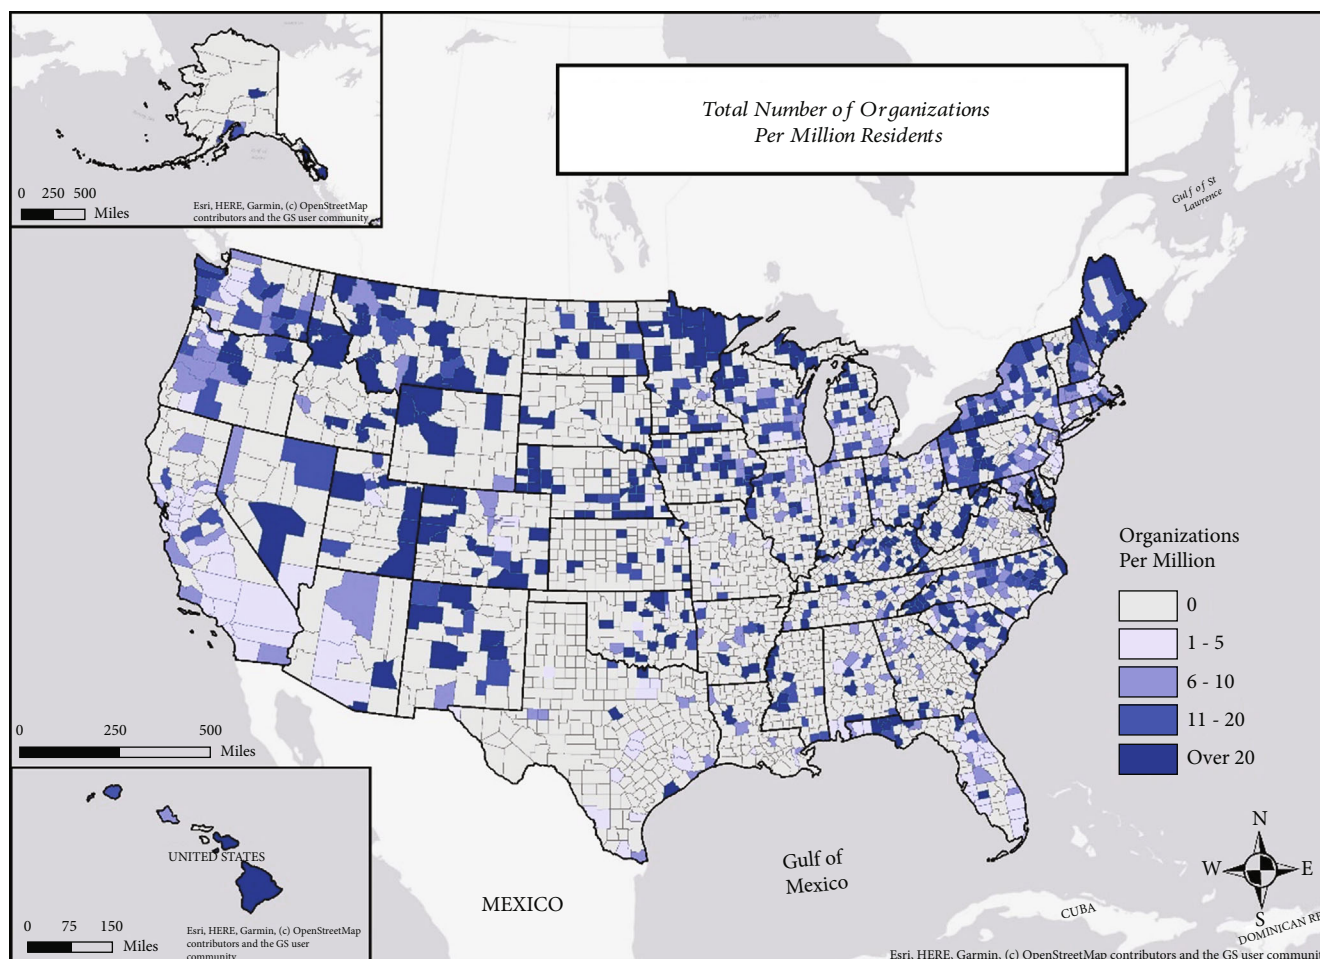 Total Number of Organizations
Per Million Residents
0 250 500
Miles
Esri, HERE, Garmin, (c) OpenStreetMap
contributors and the GS user community
Gulf of St
Lawrence
Organizations
Per Million
0
1 - 5
6 - 10
11 - 20
Over 20
0 250 500
Miles
UNITED STATES
0 75 150
Miles
Esri, HERE, Garmin, (c) OpenStreetMap
contributors and the GS user
community
MEXICO
Gulf of
Mexico
CUBA
DOMINICAN RE
N
W E
S
Esri, HERE, Garmin, (c) OpenStreetMap contributors and the GS user communit